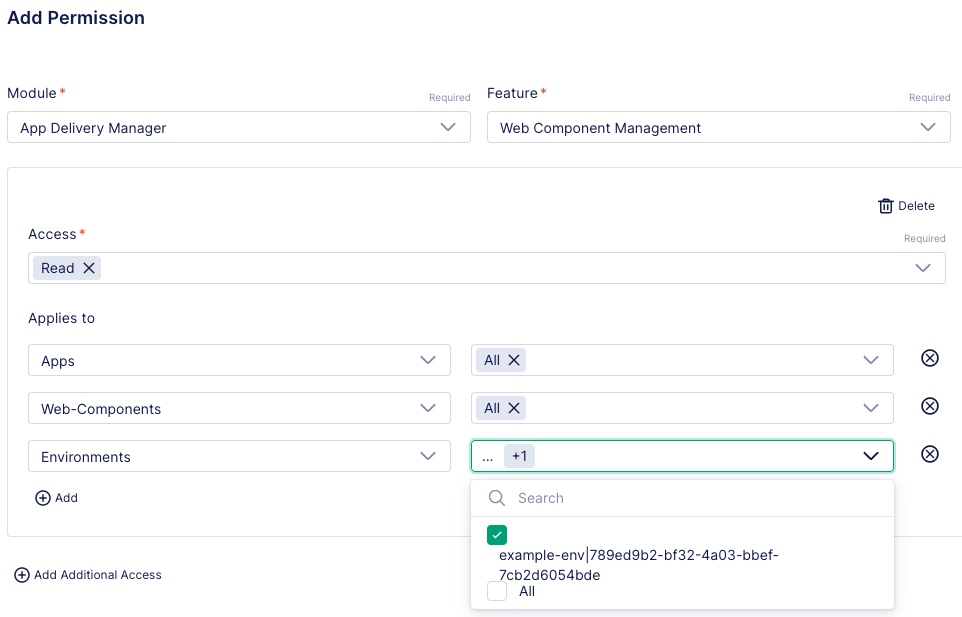 Add Permission
Module*
Required
Feature*
Required
App Delivery Manager
Web Component Management
Delete
Access*
Required
Read
Applies to
Apps
All
Web-Components
All
Environments
... +1
Add
Search
example-env|789ed9b2-bf32-4a03-bbef-
7cb2d6054bde
All
Add Additional Access